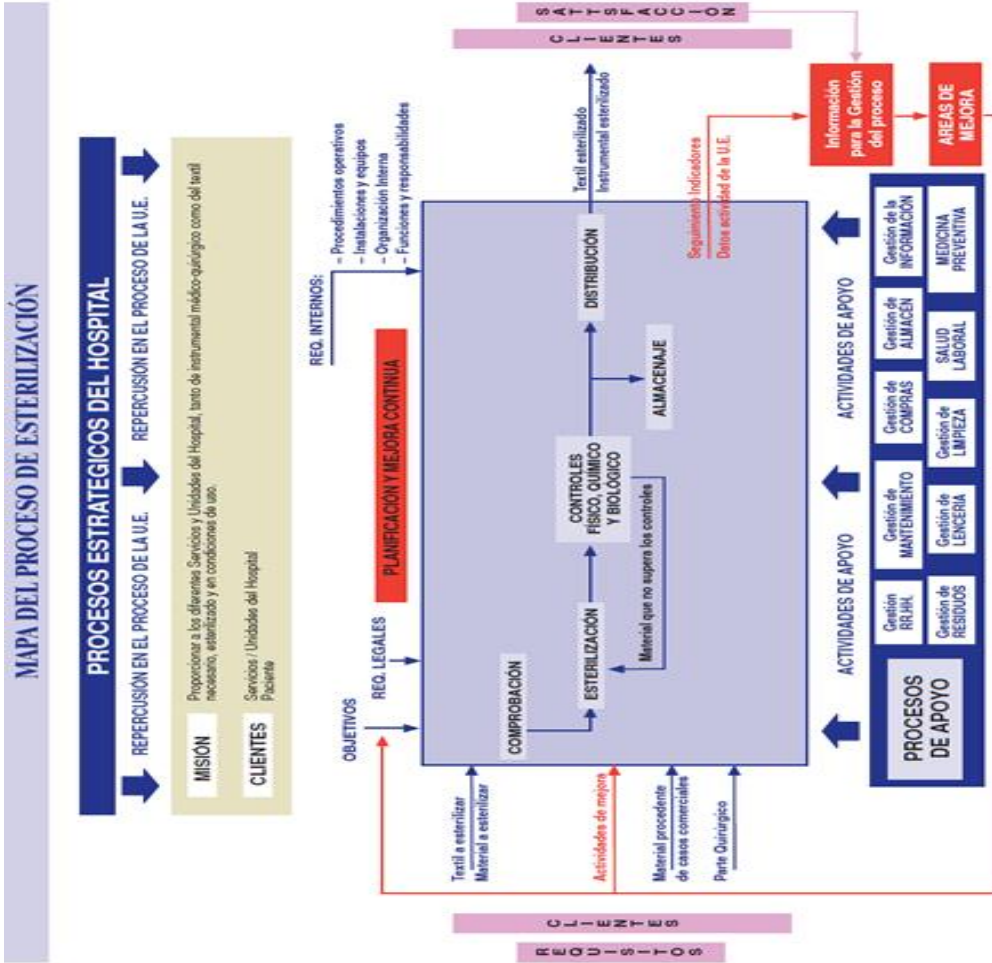 MAPA DEL PROCESO DE ESTERILIZACIÓN
PROCESOS ESTRATEGICOS DEL HOSPITAL
REPERCUSIÓN EN EL PROCESO DE LA U.E.
REPERCUSIÓN EN EL PROCESO DE LA U.E.
MISIÓN
Proporcionar a los diferentes Servicios y Unidades del Hospital, tanto de instrumental médico-quirúrgico como del textil
necesario, esterilizado y en condiciones de uso.
CLIENTES
Servicios / Unidades del Hospital
Paciente
OBJETIVOS
REQ. LEGALES
PLANIFICACIÓN Y MEJORA CONTINUA
REQ. INTERNOS:
– Procedimientos operativos
– Instalaciones y equipos
– Organización Interna
– Funciones y responsabilidades
REQUISITOS
CLIENTES
Textil a esterilizar
Material a esterilizar
Actividades de mejora
Material procedente
de casos comerciales
Parte Quirúrgico
COMPROBACIÓN
ESTERILIZACIÓN
CONTROLES
FÍSICO, QUÍMICO
Y BIOLÓGICO
Material que no supera los controles
ALMACENAJE
DISTRIBUCIÓN
Textil esterilizado
Instrumental esterilizado
CLIENTES
SATTSFACCIÓN
Seguimiento Indicadores
Datos actividad de la U.E.
Información
para la Gestión
del proceso
AREAS DE
MEJORA
ACTIVIDADES DE APOYO
ACTIVIDADES DE APOYO
PROCESOS
DE APOYO
Gestión
RR.HH.
Gestión de
MANTENIMIENTO
Gestión de
COMPRAS
Gestión de
ALMACÉN
Gestión de la
INFORMACIÓN
Gestión de
RESIDUOS
Gestión de
LENCERIA
Gestión de
LIMPIEZA
SALUD
LABORAL
MEDICINA
PREVENTIVA